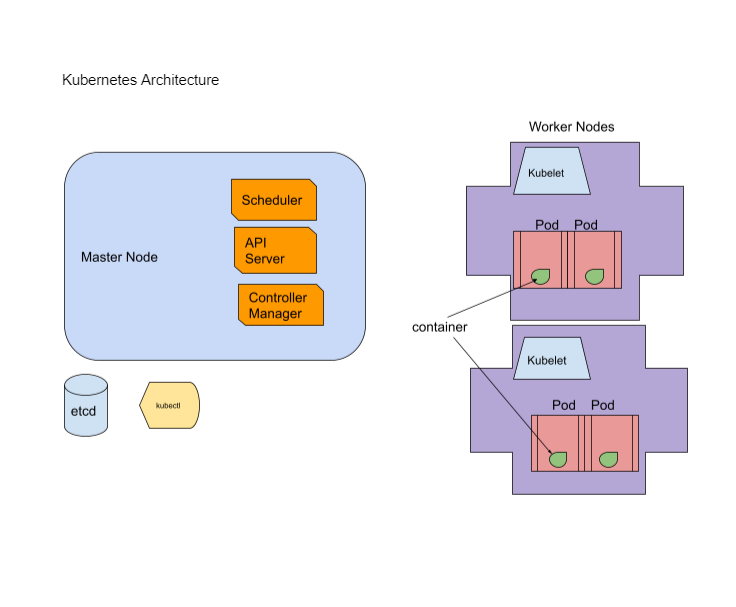 Kubernetes Architecture
Worker Nodes
Kubelet
Scheduler
Pod Pod
API
Server
Master Node
Controller
Manager
container
Kubelet
etcd
kubectl
Pod Pod